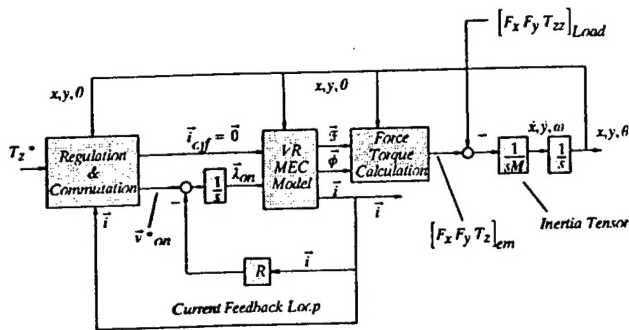 [F_x F_y T_zz]_Load
x, y, θ
x, y, θ
ẋ, ẏ, ω
x, y, θ
T_z*
Regulation
&
Commutation
i⃗_off = 0⃗
VR
MEC
Model
ℑ⃗
ϕ⃗
Force
Torque
Calculation
1/sM
1/s
1/s
λ⃗_on
i⃗
i⃗
i⃗
v⃗*_on
[F_x F_y T_z]_em
Inertia Tensor
R
i⃗
Current Feedback Loop